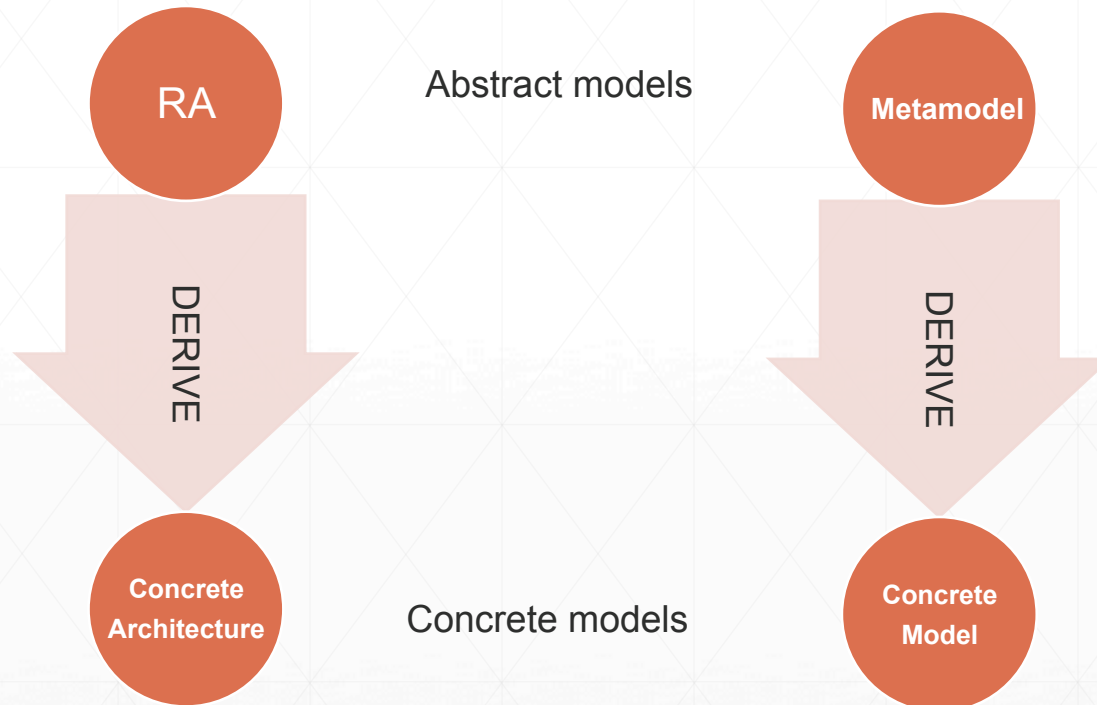 RA
Abstract models
Metamodel
DERIVE
DERIVE
Concrete
Architecture
Concrete models
Concrete
Model